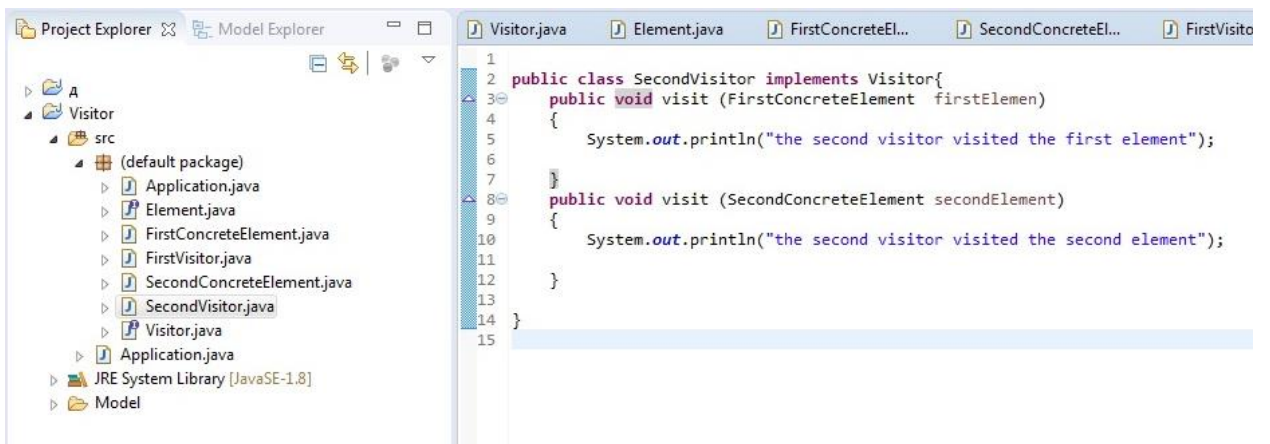 Project Explorer Model Explorer
д
Visitor
src
(default package)
Application.java
Element.java
FirstConcreteElement.java
FirstVisitor.java
SecondConcreteElement.java
SecondVisitor.java
Visitor.java
Application.java
JRE System Library [JavaSE-1.8]
Model
Visitor.java Element.java FirstConcreteEl... SecondConcreteEl... FirstVisito
1
2 public class SecondVisitor implements Visitor{
3 public void visit (FirstConcreteElement firstElemen)
4 {
5 System.out.println("the second visitor visited the first element");
6
7 }
8 public void visit (SecondConcreteElement secondElement)
9 {
10 System.out.println("the second visitor visited the second element");
11
12 }
13
14 }
15